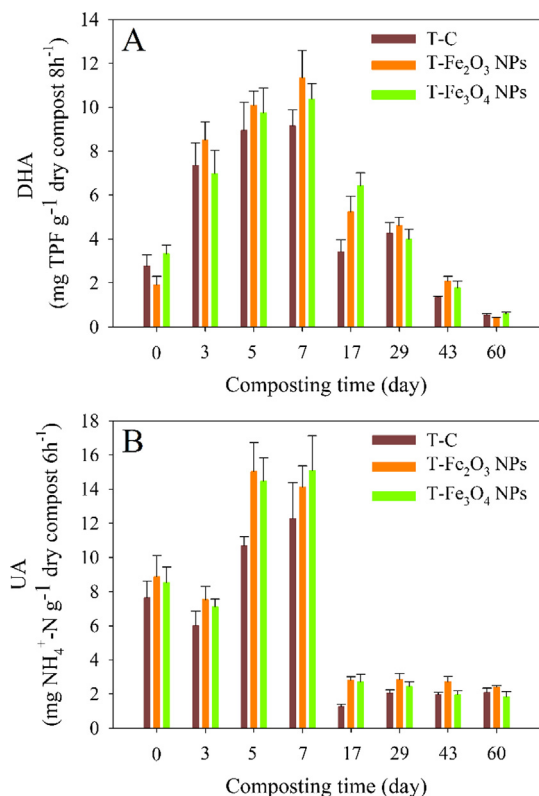 A
T-C
T-Fe₂O₃ NPs
T-Fe₃O₄ NPs
14
12
10
8
6
4
2
0
DHA
(mg TPF g⁻¹ dry compost 8h⁻¹)
0 3 5 7 17 29 43 60
Composting time (day)
B
T-C
T-Fe₂O₃ NPs
T-Fe₃O₄ NPs
18
16
14
12
10
8
6
4
2
0
UA
(mg NH₄⁺-N g⁻¹ dry compost 6h⁻¹)
0 3 5 7 17 29 43 60
Composting time (day)